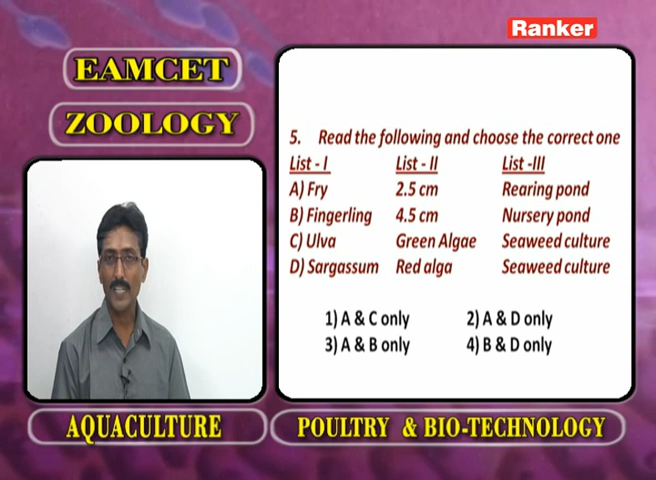 Ranker
EAMCET
ZOOLOGY
5. Read the following and choose the correct one
List - I List - II List -III
A) Fry 2.5 cm Rearing pond
B) Fingerling 4.5 cm Nursery pond
C) Ulva Green Algae Seaweed culture
D) Sargassum Red alga Seaweed culture
1) A & C only 2) A & D only
3) A & B only 4) B & D only
AQUACULTURE
POULTRY & BIO-TECHNOLOGY